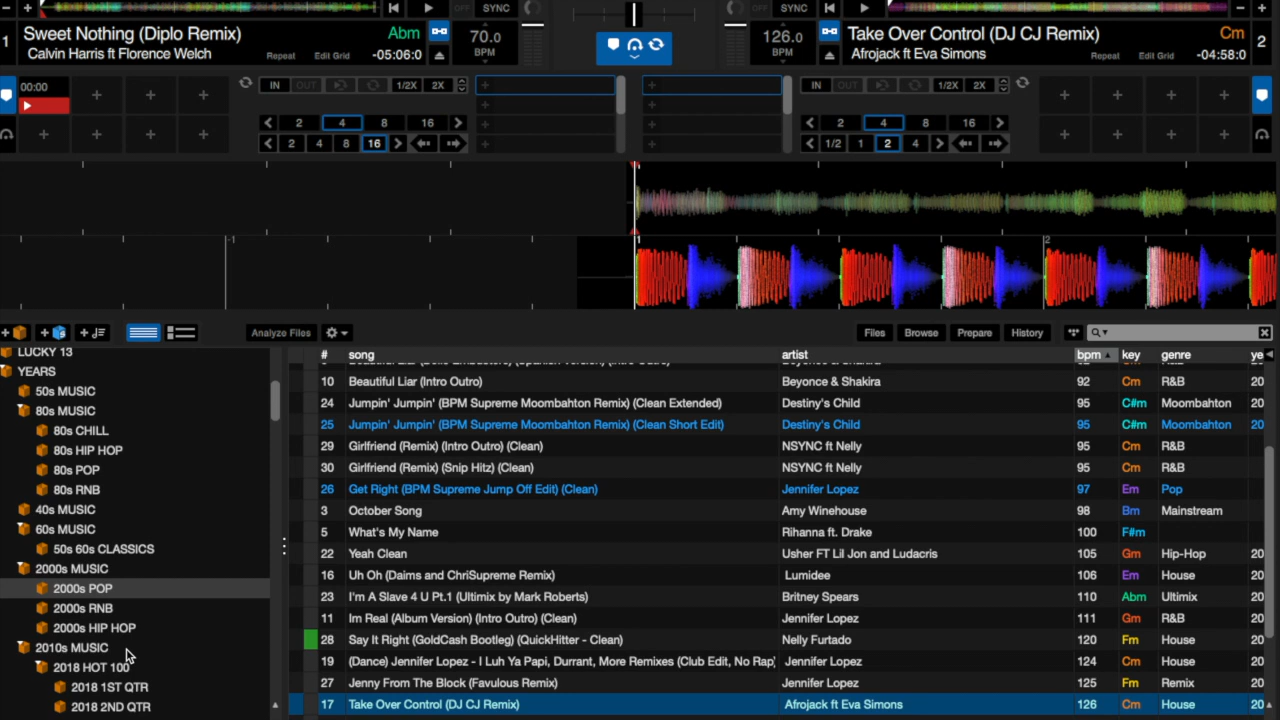 OFF SYNC
SYNC
1 Sweet Nothing (Diplo Remix) Abm
Calvin Harris ft Florence Welch Repeat Edit Grid -05:06:0
70.0
BPM
126.0
BPM
Take Over Control (DJ CJ Remix) Cm
Afrojack ft Eva Simons Repeat Edit Grid -04:58:0 2
00:00
IN OUT 1/2X 2X
2 4 8 16
2 4 8 16
IN OUT 1/2X 2X
2 4 8 16
1/2 1 2 4
-1 1 2
Analyze Files Files Browse Prepare History
LUCKY 13
YEARS
50s MUSIC
80s MUSIC
80s CHILL
80s HIP HOP
80s POP
80s RNB
40s MUSIC
60s MUSIC
50s 60s CLASSICS
2000s MUSIC
2000s POP
2000s RNB
2000s HIP HOP
2010s MUSIC
2018 HOT 100
2018 1ST QTR
2018 2ND QTR
# song artist bpm key genre ye
10 Beautiful Liar (Intro Outro) Beyonce & Shakira 92 Cm R&B 20
24 Jumpin' Jumpin' (BPM Supreme Moombahton Remix) (Clean Extended) Destiny's Child 95 C#m Moombahton 20
25 Jumpin' Jumpin' (BPM Supreme Moombahton Remix) (Clean Short Edit) Destiny's Child 95 C#m Moombahton 20
29 Girlfriend (Remix) (Intro Outro) (Clean) NSYNC ft Nelly 95 Cm R&B
30 Girlfriend (Remix) (Snip Hitz) (Clean) NSYNC ft Nelly 95 Cm R&B
26 Get Right (BPM Supreme Jump Off Edit) (Clean) Jennifer Lopez 97 Em Pop
3 October Song Amy Winehouse 98 Bm Mainstream
5 What's My Name Rihanna ft. Drake 100 F#m
22 Yeah Clean Usher FT Lil Jon and Ludacris 105 Gm Hip-Hop 20
16 Uh Oh (Daims and ChriSupreme Remix) Lumidee 106 Em House 20
23 I'm A Slave 4 U Pt.1 (Ultimix by Mark Roberts) Britney Spears 110 Abm Ultimix 20
11 Im Real (Album Version) (Intro Outro) (Clean) Jennifer Lopez 111 Gm R&B 20
28 Say It Right (GoldCash Bootleg) (QuickHitter - Clean) Nelly Furtado 120 Fm House 20
19 (Dance) Jennifer Lopez - I Luh Ya Papi, Durrant, More Remixes (Club Edit, No Rap) Jennifer Lopez 124 Cm House 20
27 Jenny From The Block (Favulous Remix) Jennifer Lopez 125 Fm Remix 20
17 Take Over Control (DJ CJ Remix) Afrojack ft Eva Simons 126 Cm House 20